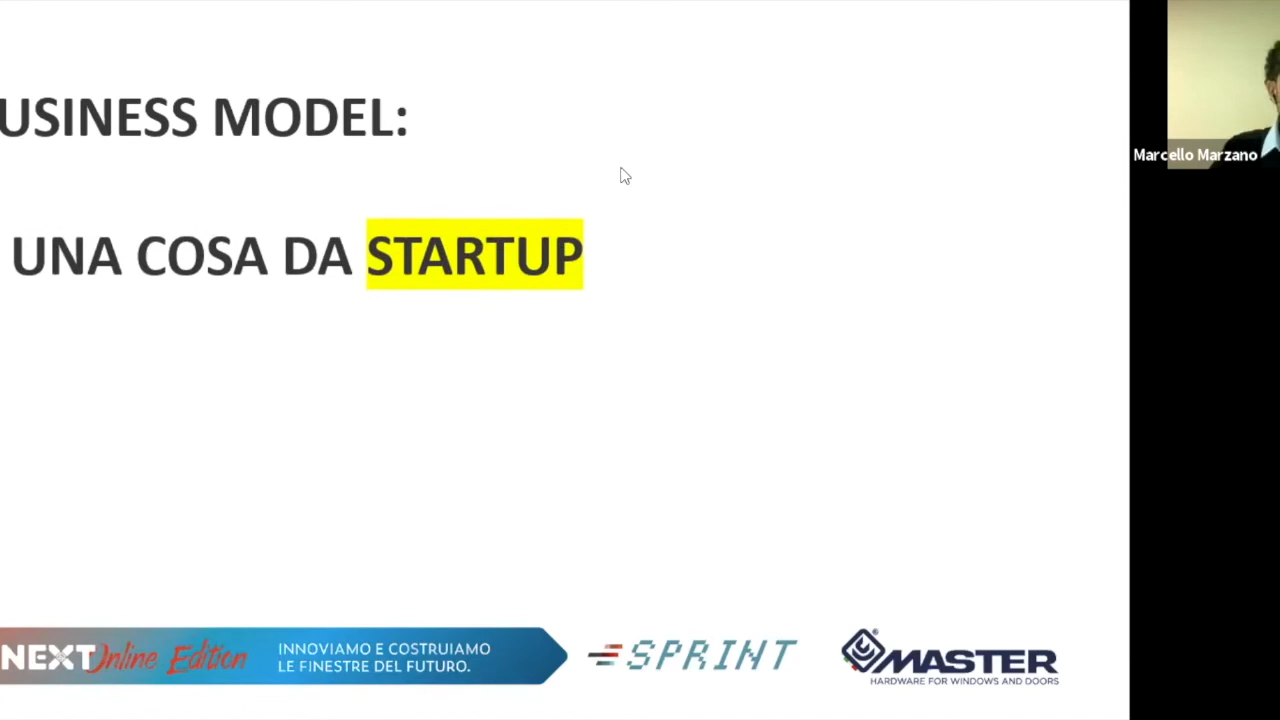 USINESS MODEL:
UNA COSA DA STARTUP
Marcello Marzano
NEXT Online Edition
INNOVIAMO E COSTRUIAMO
LE FINESTRE DEL FUTURO.
SPRINT
MASTER
HARDWARE FOR WINDOWS AND DOORS